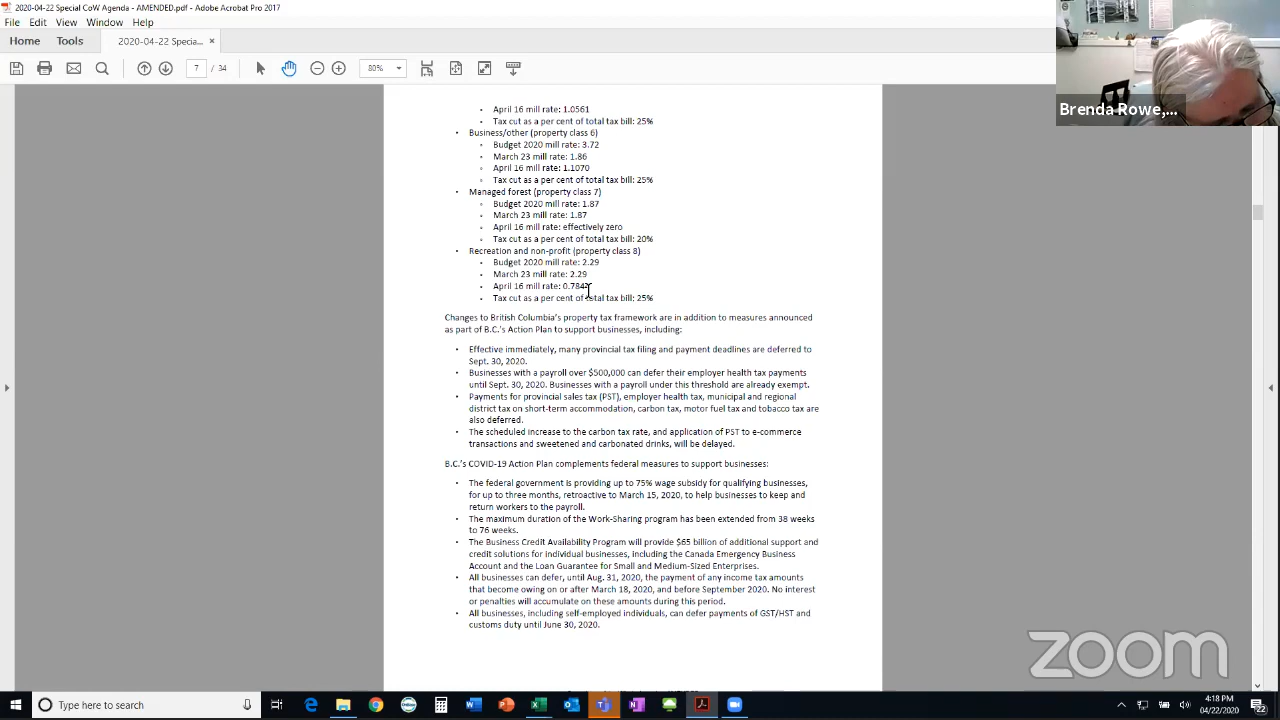 2020-04-22 Special CoW Agenda - AMENDED.pdf - Adobe Acrobat Pro 2017
File Edit View Window Help
Home Tools 2020-04-22 Specia... ×
7 / 34 80%
• April 16 mill rate: 1.0561
• Tax cut as a per cent of total tax bill: 25%
• Business/other (property class 6)
• Budget 2020 mill rate: 3.72
• March 23 mill rate: 1.86
• April 16 mill rate: 1.1070
• Tax cut as a per cent of total tax bill: 25%
• Managed forest (property class 7)
• Budget 2020 mill rate: 1.87
• March 23 mill rate: 1.87
• April 16 mill rate: effectively zero
• Tax cut as a per cent of total tax bill: 20%
• Recreation and non-profit (property class 8)
• Budget 2020 mill rate: 2.29
• March 23 mill rate: 2.29
• April 16 mill rate:
• Tax cut as a per cent of total tax bill: 25%
Changes to British Columbia's property tax framework are in addition to measures announced
as part of B.C.'s Action Plan to support businesses, including:
• Effective immediately, many provincial tax filing and payment deadlines are deferred to
Sept. 30, 2020.
• Businesses with a payroll over $500,000 can defer their employer health tax payments
until Sept. 30, 2020. Businesses with a payroll under this threshold are already exempt.
• Payments for provincial sales tax (PST), employer health tax, municipal and regional
district tax on short-term accommodation, carbon tax, motor fuel tax and tobacco tax are
also deferred.
• The scheduled increase to the carbon tax rate, and application of PST to e-commerce
transactions and sweetened and carbonated drinks, will be delayed.
B.C.'s COVID-19 Action Plan complements federal measures to support businesses:
• The federal government is providing up to 75% wage subsidy for qualifying businesses,
for up to three months, retroactive to March 15, 2020, to help businesses to keep and
return workers to the payroll.
• The maximum duration of the Work-Sharing program has been extended from 38 weeks
to 76 weeks.
• The Business Credit Availability Program will provide $65 billion of additional support and
credit solutions for individual businesses, including the Canada Emergency Business
Account and the Loan Guarantee for Small and Medium-Sized Enterprises.
• All businesses can defer, until Aug. 31, 2020, the payment of any income tax amounts
that become owing on or after March 18, 2020, and before September 2020. No interest
or penalties will accumulate on these amounts during this period.
• All businesses, including self-employed individuals, can defer payments of GST/HST and
customs duty until June 30, 2020.
Brenda Rowe,...
zoom
Type here to search
4:18 PM
04/22/2020
22